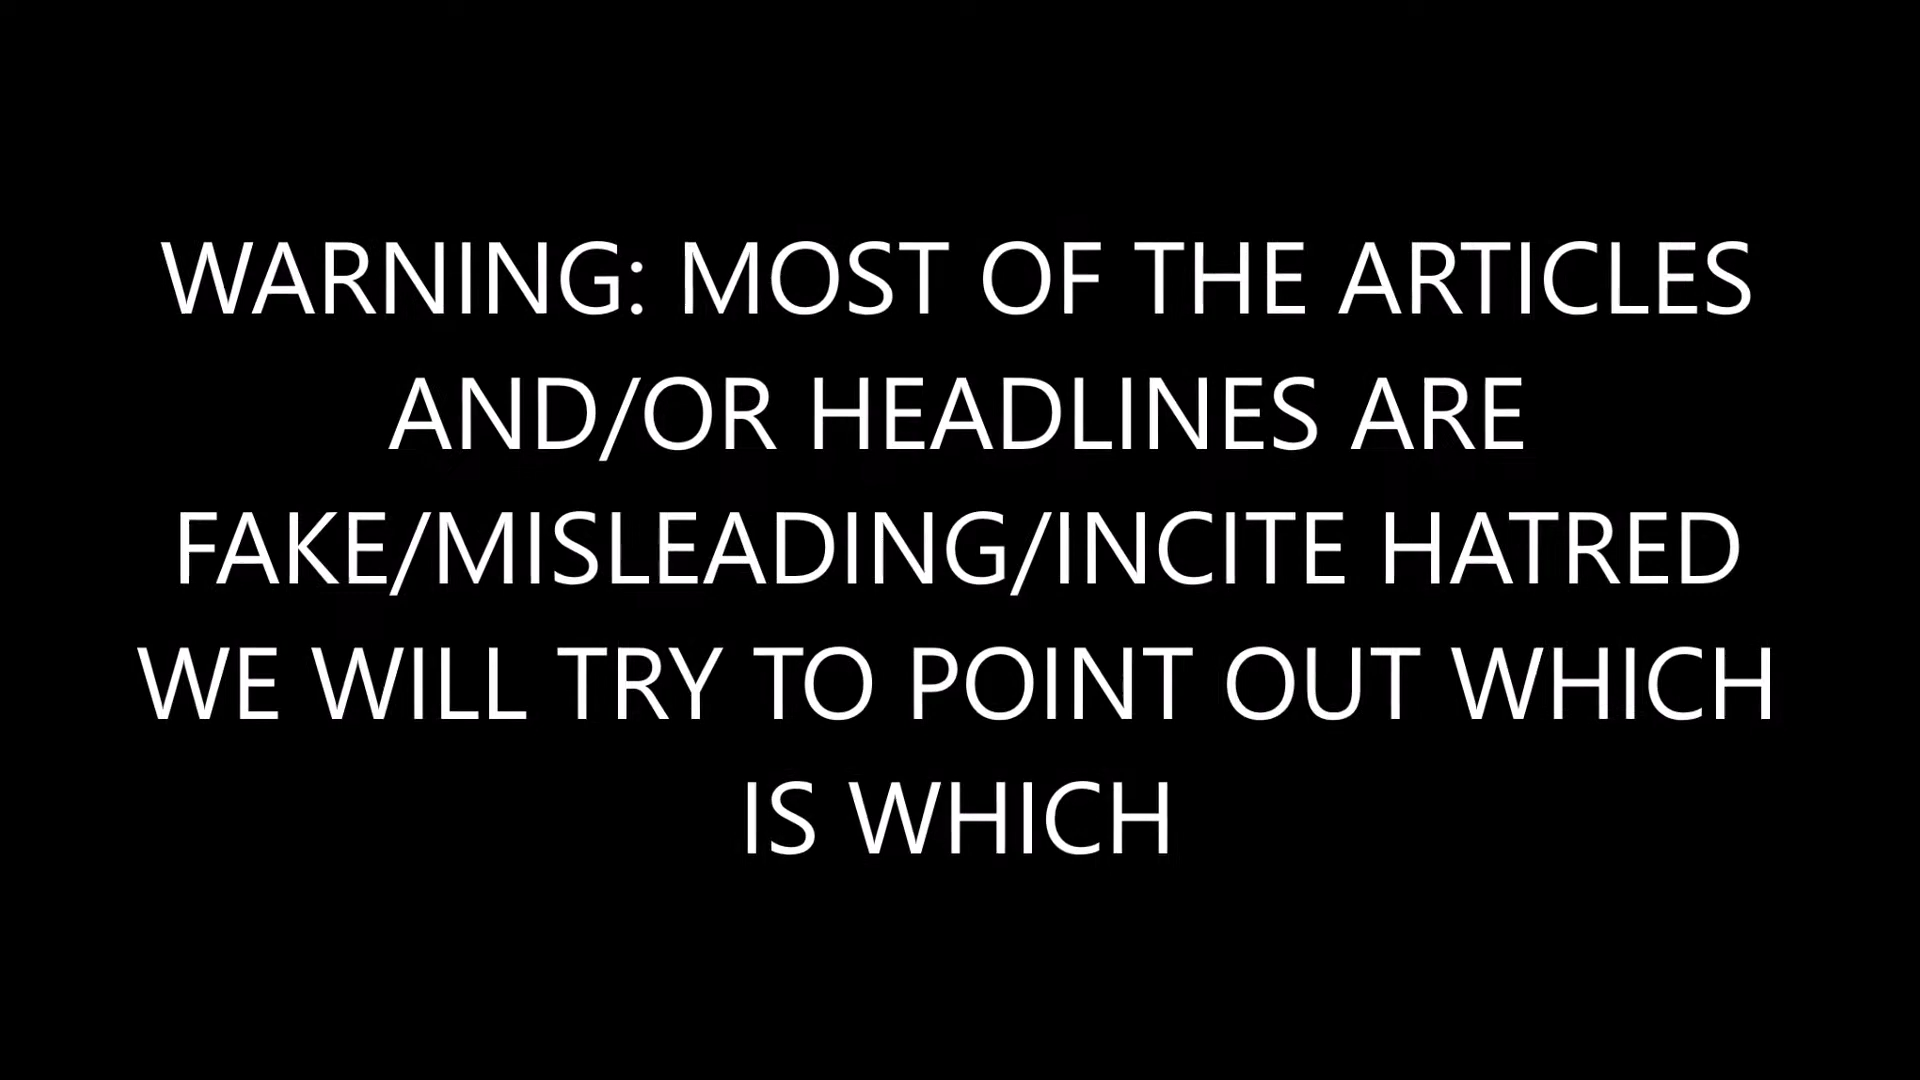 WARNING: MOST OF THE ARTICLES
AND/OR HEADLINES ARE
FAKE/MISLEADING/INCITE HATRED
WE WILL TRY TO POINT OUT WHICH
IS WHICH